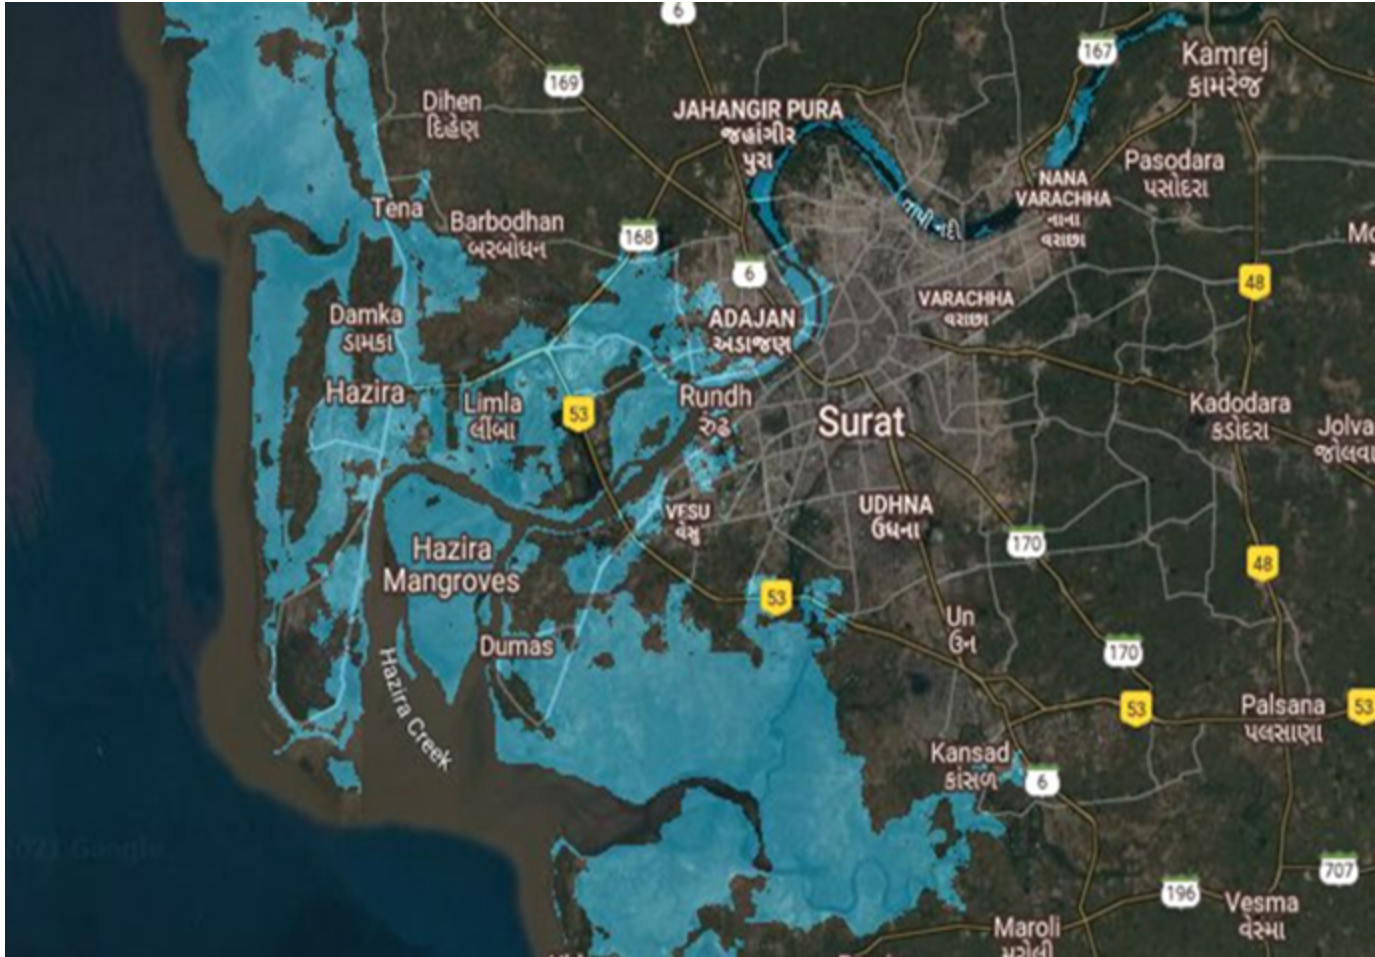 6
167
Kamrej
કામરેજ
169
Dihen
દિહેણ
JAHANGIR PURA
જહાંગીર
પુરા
Pasodara
પસોદરા
NANA
VARACHHA
નાના
વરાછા
Tena
Barbodhan
બરબોધન
168
તાપી નદી
6
48
VARACHHA
વરાછા
Damka
ડામકા
ADAJAN
અડાજણ
Hazira
Limla
લીંબા
53
Rundh
રુંઢ
Surat
Kadodara
કડોદરા
Jolva
જોલવા
VESU
વેસુ
UDHNA
ઉધના
170
Hazira
Mangroves
48
53
Un
ઉન
Dumas
170
Hazira Creek
53
Palsana
પલસાણા
53
Kansad
કાંસળ
6
707
196
Vesma
વેસ્મા
Maroli